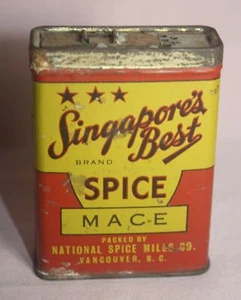 Singapore's
BRAND Best
SPICE
MACE
PACKED BY
NATIONAL SPICE MILLS CO.
VANCOUVER, B. C.